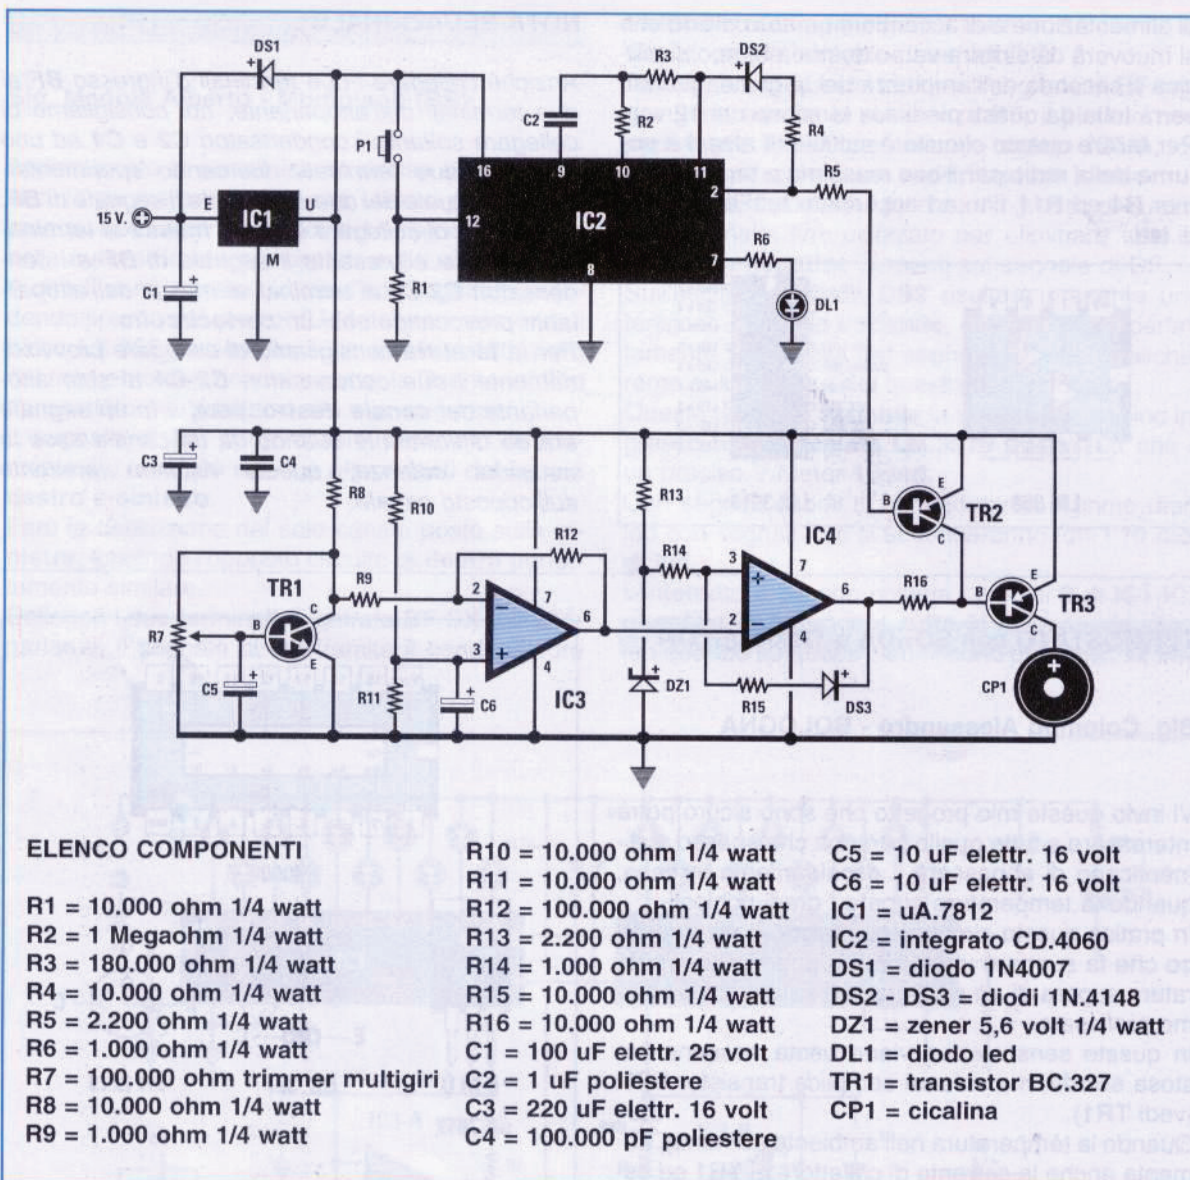 DS1
R3
DS2
C2
R2
R4
P1
16
9
10
11
R5
2
15 V.
E
IC1
U
12
IC2
R6
M
8
7
C1
R1
DL1
C3
C4
R8
R10
R13
B
E
C
TR2
R12
R14
3
7
IC4
TR1
R9
2
7
6
R16
E
TR3
B
C
R7
B
C
E
6
2
4
3
4
C5
R11
C6
IC3
DZ1
R15
DS3
CP1
ELENCO COMPONENTI
R1 = 10.000 ohm 1/4 watt
R2 = 1 Megaohm 1/4 watt
R3 = 180.000 ohm 1/4 watt
R4 = 10.000 ohm 1/4 watt
R5 = 2.200 ohm 1/4 watt
R6 = 1.000 ohm 1/4 watt
R7 = 100.000 ohm trimmer multigiri
R8 = 10.000 ohm 1/4 watt
R9 = 1.000 ohm 1/4 watt
R10 = 10.000 ohm 1/4 watt
R11 = 10.000 ohm 1/4 watt
R12 = 100.000 ohm 1/4 watt
R13 = 2.200 ohm 1/4 watt
R14 = 1.000 ohm 1/4 watt
R15 = 10.000 ohm 1/4 watt
R16 = 10.000 ohm 1/4 watt
C1 = 100 uF elettr. 25 volt
C2 = uF poliestere
C3 = 220 uF elettr. 16 volt
C4 = 100.000 pF poliestere
C5 = 10 uF elettr. 16 volt
C6 = 10 uF elettr. 16 volt
IC1 = uA.7812
IC2 = integrato CD.4060
DS1 = diodo 1N4007
DS2 - DS3 = diodi 1N.4148
DZ1 = zener 5,6 volt 1/4 watt
DL1 = diodo led
TR1 = transistor BC.327
CP1 = cicalina